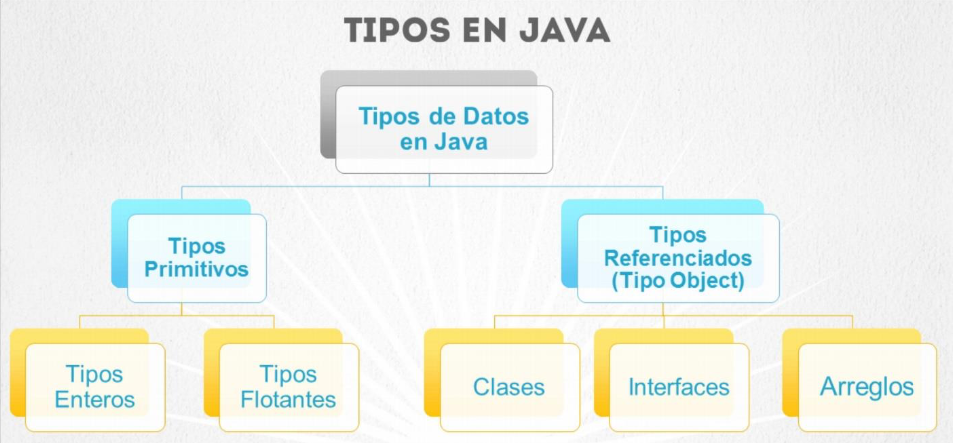 TIPOS EN JAVA
Tipos de Datos
en Java
Tipos
Primitivos
Tipos
Referenciados
(Tipo Object)
Tipos
Enteros
Tipos
Flotantes
Clases
Interfaces
Arreglos